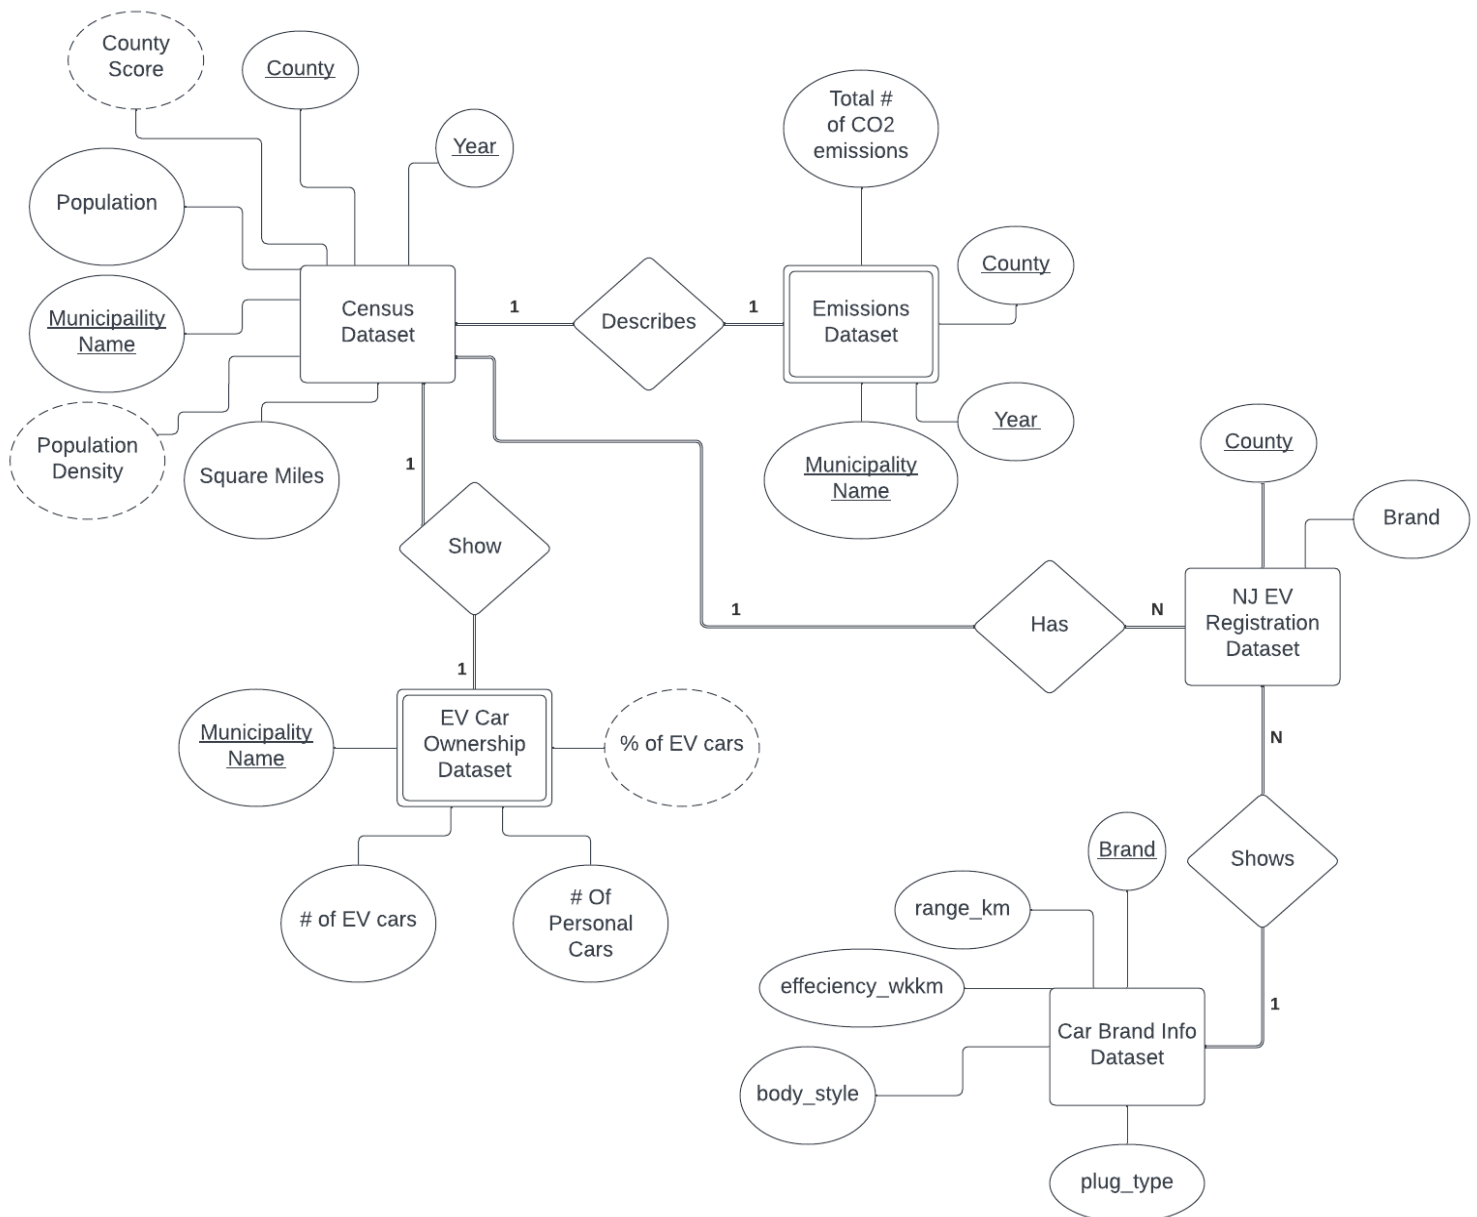 County
Score
County
Year
Population
Municipaility
Name
Population
Density
Square Miles
Census
Dataset
1
Describes
1
Total #
of CO2
emissions
Emissions
Dataset
County
Year
Municipality
Name
1
Show
1
EV Car
Ownership
Dataset
Municipality
Name
% of EV cars
# of EV cars
# Of
Personal
Cars
1
Has
N
County
Brand
NJ EV
Registration
Dataset
N
Shows
1
Brand
range_km
effeciency_wkkm
body_style
Car Brand Info
Dataset
plug_type